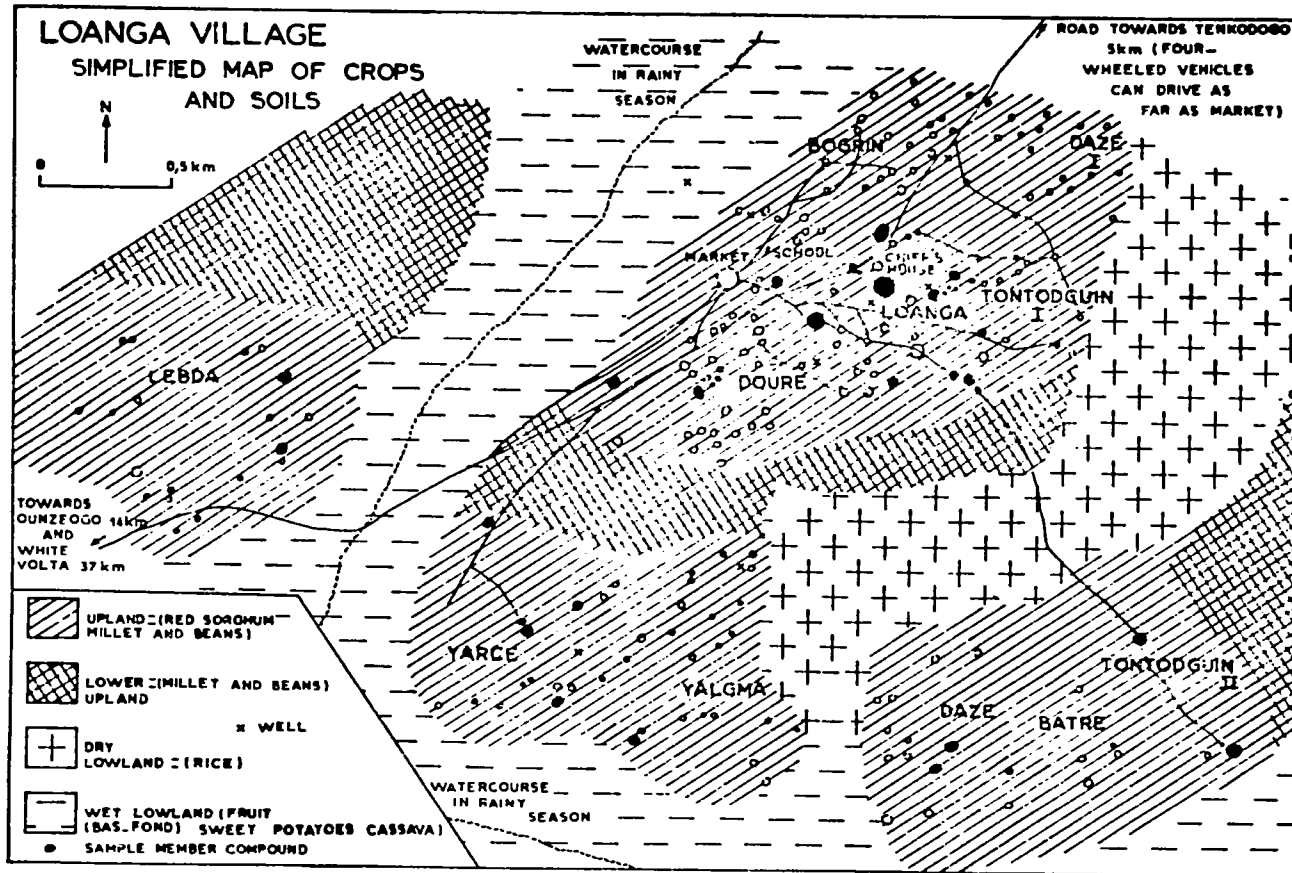 LOANGA VILLAGE
SIMPLIFIED MAP OF CROPS
AND SOILS
N
0
0,5 km
WATERCOURSE
IN RAINY
SEASON
ROAD TOWARDS TENKODOGO
5km (FOUR-
WHEELED VEHICLES
CAN DRIVE AS
FAR AS MARKET)
BOGRIN
DAZE
I
MARKET
SCHOOL
CHIEF'S
HOUSE
LOANGA
TONTODGUIN
I
DOURE
CEBDA
TOWARDS
OUNZEOGO 14km
AND
WHITE
VOLTA 37km
YARCE
YALGMA
TONTODGUIN
II
DAZE
BATRE
WATERCOURSE
IN RAINY
SEASON
UPLAND=(RED SORGHUM
MILLET AND BEANS)
LOWER=(MILLET AND BEANS)
UPLAND
x WELL
DRY
LOWLAND=(RICE)
WET LOWLAND (FRUIT
(BAS-FOND) SWEET POTATOES CASSAVA)
SAMPLE MEMBER COMPOUND